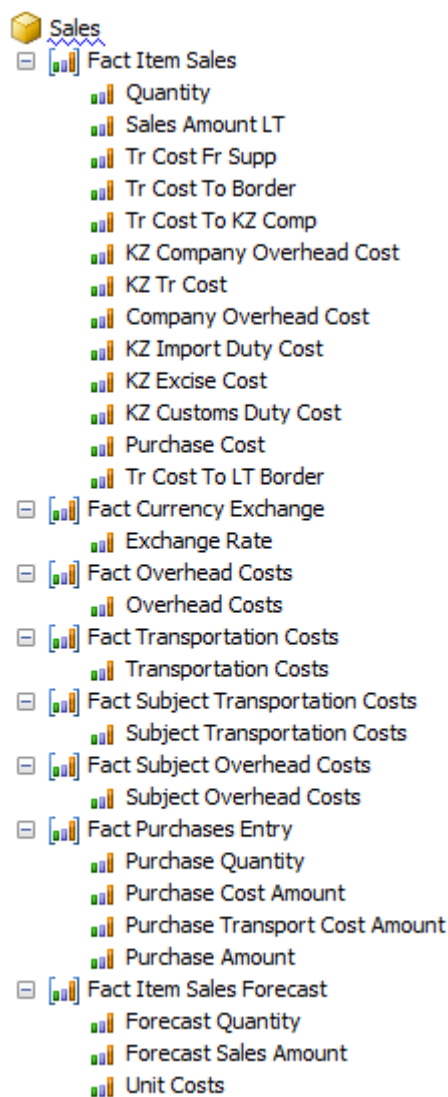 Sales
Fact Item Sales
Quantity
Sales Amount LT
Tr Cost Fr Supp
Tr Cost To Border
Tr Cost To KZ Comp
KZ Company Overhead Cost
KZ Tr Cost
Company Overhead Cost
KZ Import Duty Cost
KZ Excise Cost
KZ Customs Duty Cost
Purchase Cost
Tr Cost To LT Border
Fact Currency Exchange
Exchange Rate
Fact Overhead Costs
Overhead Costs
Fact Transportation Costs
Transportation Costs
Fact Subject Transportation Costs
Subject Transportation Costs
Fact Subject Overhead Costs
Subject Overhead Costs
Fact Purchases Entry
Purchase Quantity
Purchase Cost Amount
Purchase Transport Cost Amount
Purchase Amount
Fact Item Sales Forecast
Forecast Quantity
Forecast Sales Amount
Unit Costs